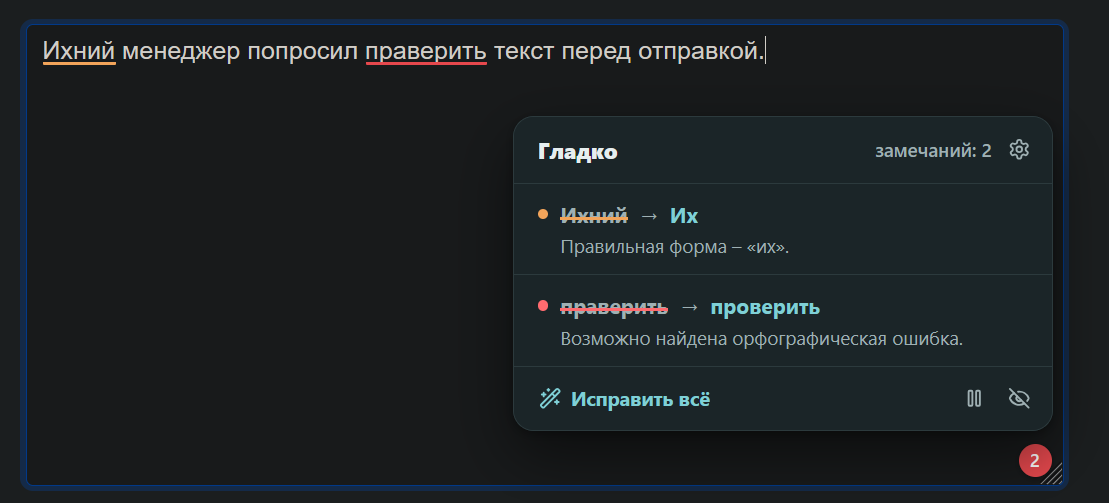 Ихний менеджер попросил праверить текст перед отправкой.
Гладко
замечаний: 2
Ихний → Их
Правильная форма – «их».
праверить → проверить
Возможно найдена орфографическая ошибка.
Исправить всё
2